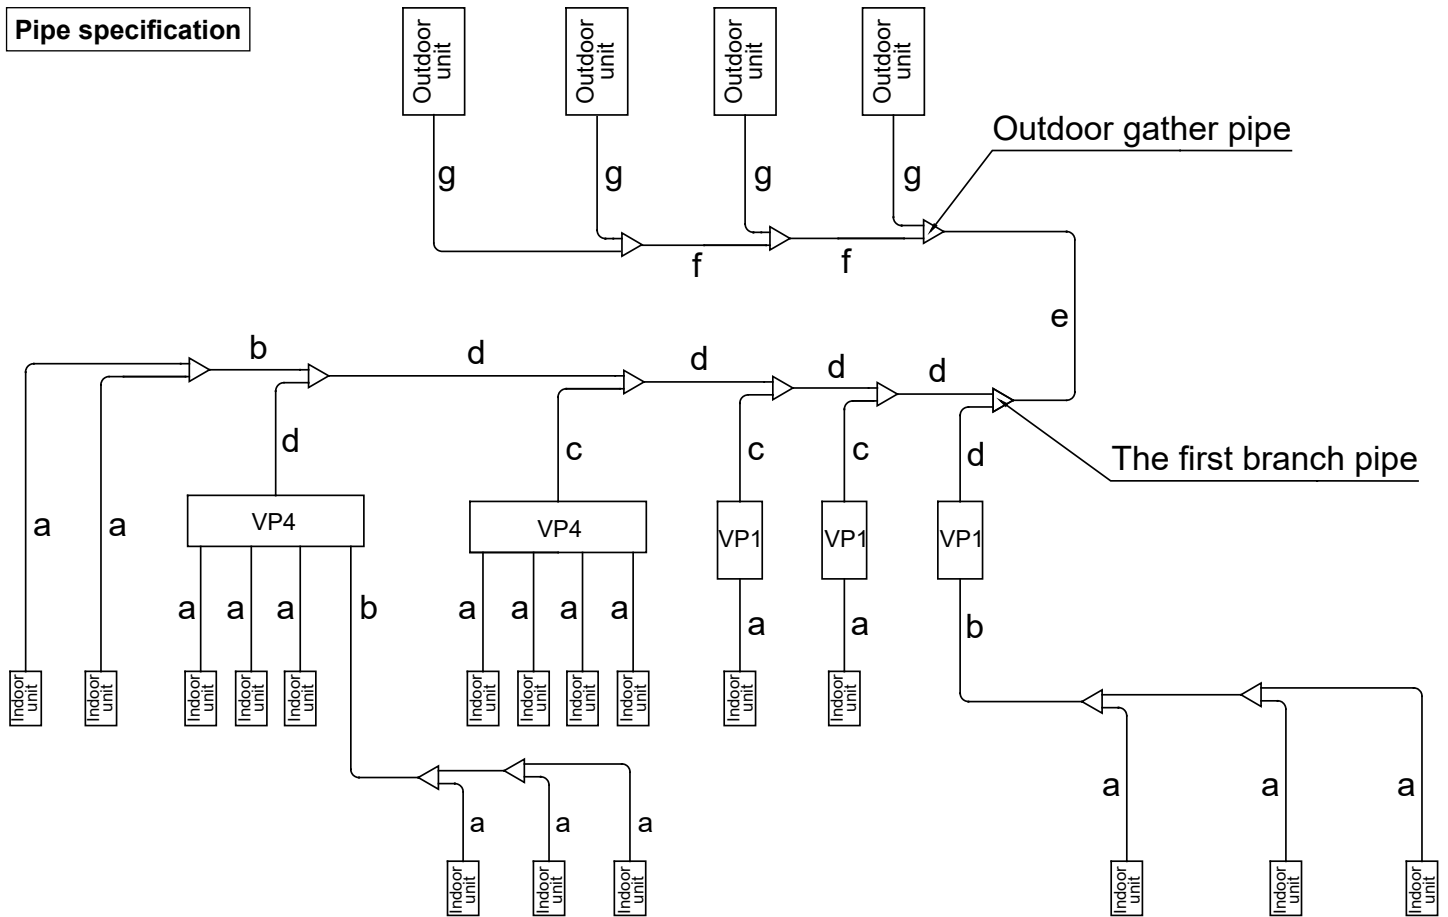 Pipe specification
Outdoor
unit
Outdoor
unit
Outdoor
unit
Outdoor
unit
Outdoor gather pipe
g
g
g
g
f
f
e
b
d
d
d
d
d
c
c
c
d
The first branch pipe
VP4
VP4
VP1
VP1
VP1
a
a
a
a
a
b
a
a
a
a
a
a
b
Indoor
unit
Indoor
unit
Indoor
unit
Indoor
unit
Indoor
unit
Indoor
unit
Indoor
unit
Indoor
unit
Indoor
unit
Indoor
unit
Indoor
unit
a
a
a
a
a
a
Indoor
unit
Indoor
unit
Indoor
unit
Indoor
unit
Indoor
unit
Indoor
unit